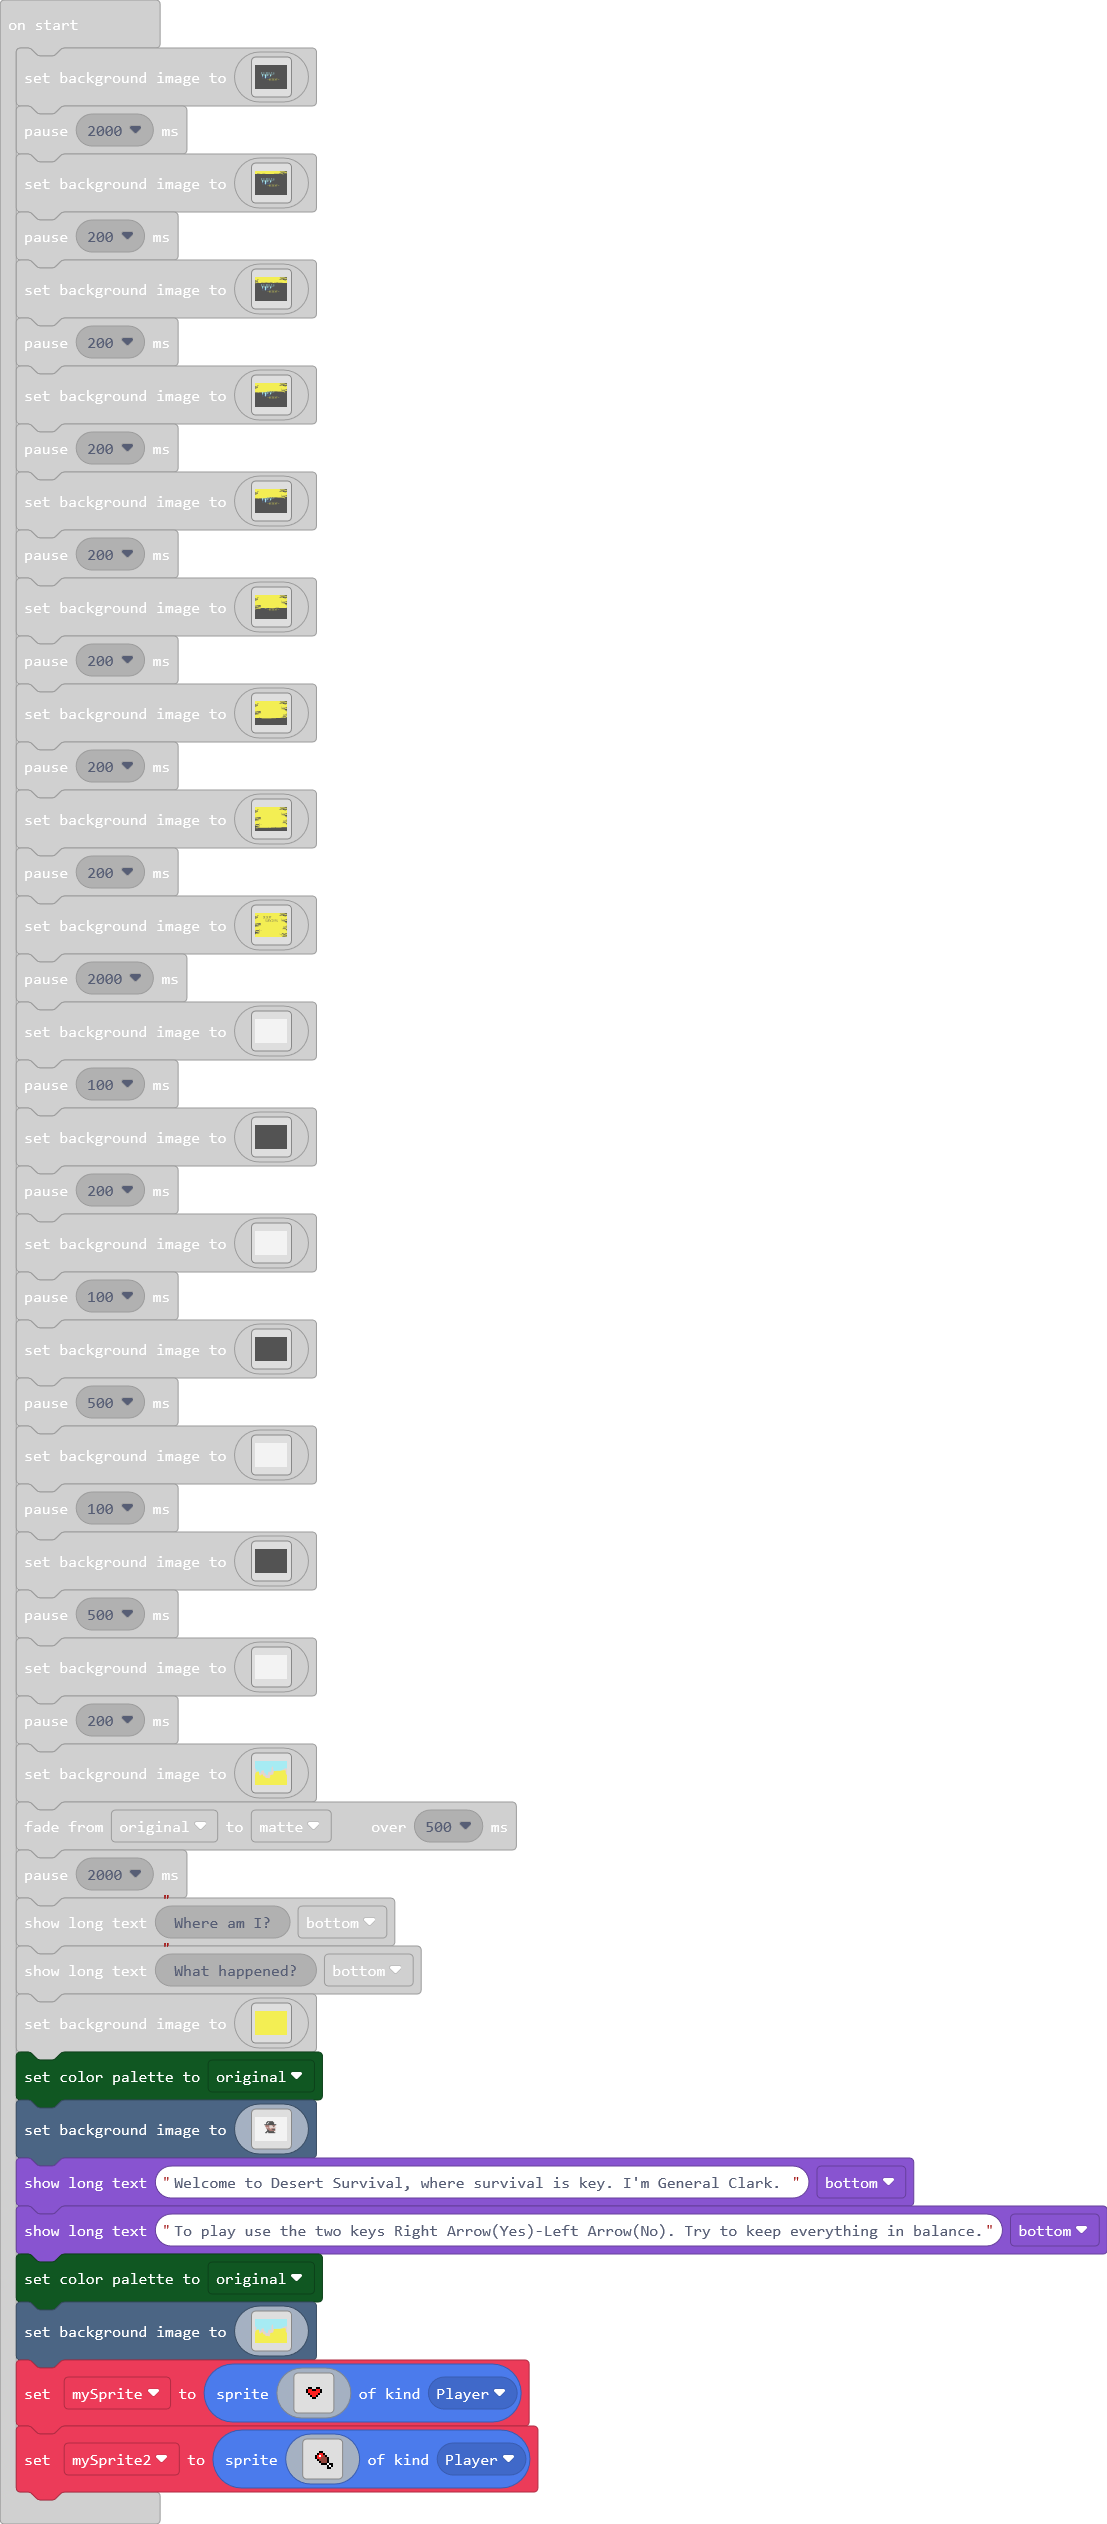 on start
set background image to
pause 2000 ms
set background image to
pause 200 ms
set background image to
pause 200 ms
set background image to
pause 200 ms
set background image to
pause 200 ms
set background image to
pause 200 ms
set background image to
pause 200 ms
set background image to
pause 200 ms
set background image to
pause 2000 ms
set background image to
pause 100 ms
set background image to
pause 200 ms
set background image to
pause 100 ms
set background image to
pause 500 ms
set background image to
pause 100 ms
set background image to
pause 500 ms
set background image to
pause 200 ms
set background image to
fade from original to matte over 500 ms
pause 2000 ms
show long text "Where am I? bottom
show long text "What happened? bottom
set background image to
set color palette to original
set background image to
show long text "Welcome to Desert Survival, where survival is key. I'm General Clark. " bottom
show long text "To play use the two keys Right Arrow(Yes)-Left Arrow(No). Try to keep everything in balance." bottom
set color palette to original
set background image to
set mySprite to sprite of kind Player
set mySprite2 to sprite of kind Player